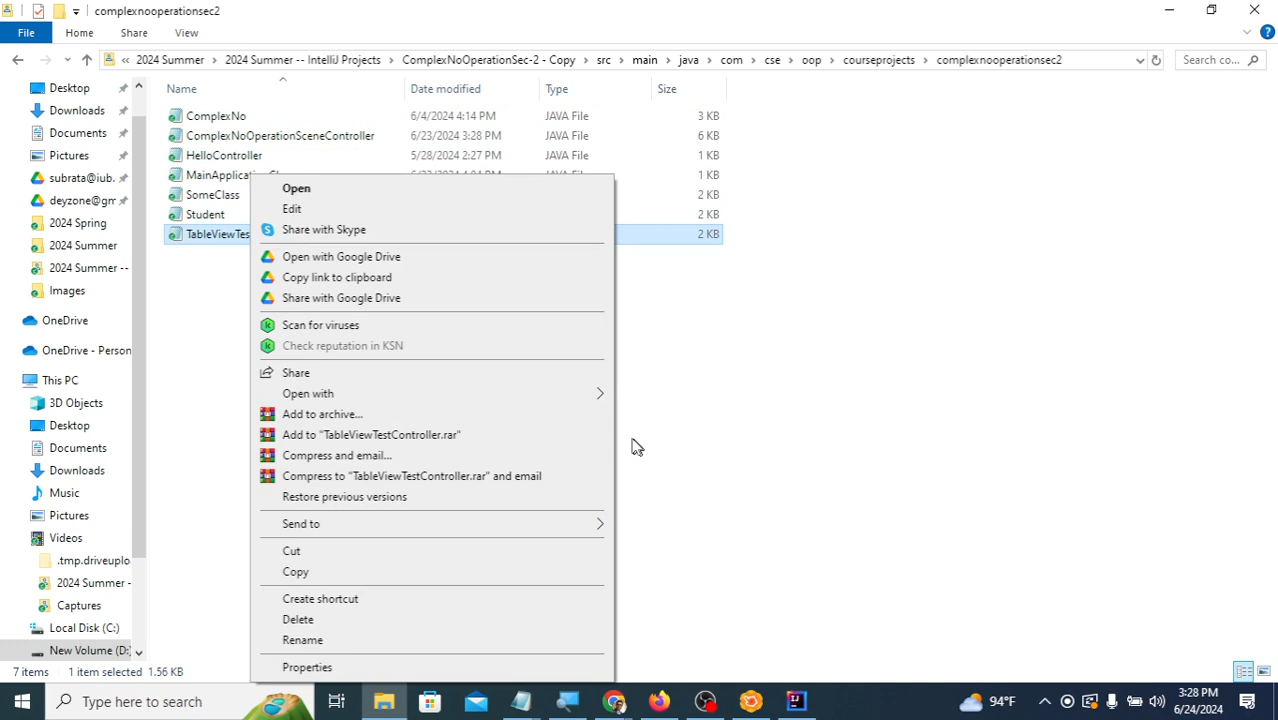 complexnooperationsec2
File Home Share View
2024 Summer 2024 Summer -- IntelliJ Projects ComplexNoOperationSec-2 - Copy src main java com cse oop courseprojects complexnooperationsec2 Search co...
Name Date modified Type Size
Desktop
Downloads
Documents
Pictures
subrata@iub.
deyzone@gm
2024 Spring
2024 Summer
2024 Summer --
Images
OneDrive
OneDrive - Person
This PC
3D Objects
Desktop
Documents
Downloads
Music
Pictures
Videos
.tmp.driveuplo
2024 Summer -
Captures
Local Disk (C:)
New Volume (D:)
ComplexNo 6/4/2024 4:14 PM JAVA File 3 KB
ComplexNoOperationSceneController 6/23/2024 3:28 PM JAVA File 6 KB
HelloController 5/28/2024 2:27 PM JAVA File 1 KB
1 KB
SomeClass 2 KB
Student 2 KB
TableViewTes 2 KB
Open
Edit
Share with Skype
Open with Google Drive
Copy link to clipboard
Share with Google Drive
Scan for viruses
Check reputation in KSN
Share
Open with
Add to archive...
Add to "TableViewTestController.rar"
Compress and email...
Compress to "TableViewTestController.rar" and email
Restore previous versions
Send to
Cut
Copy
Create shortcut
Delete
Rename
Properties
7 items 1 item selected 1.56 KB
Type here to search
94°F
3:28 PM
6/24/2024